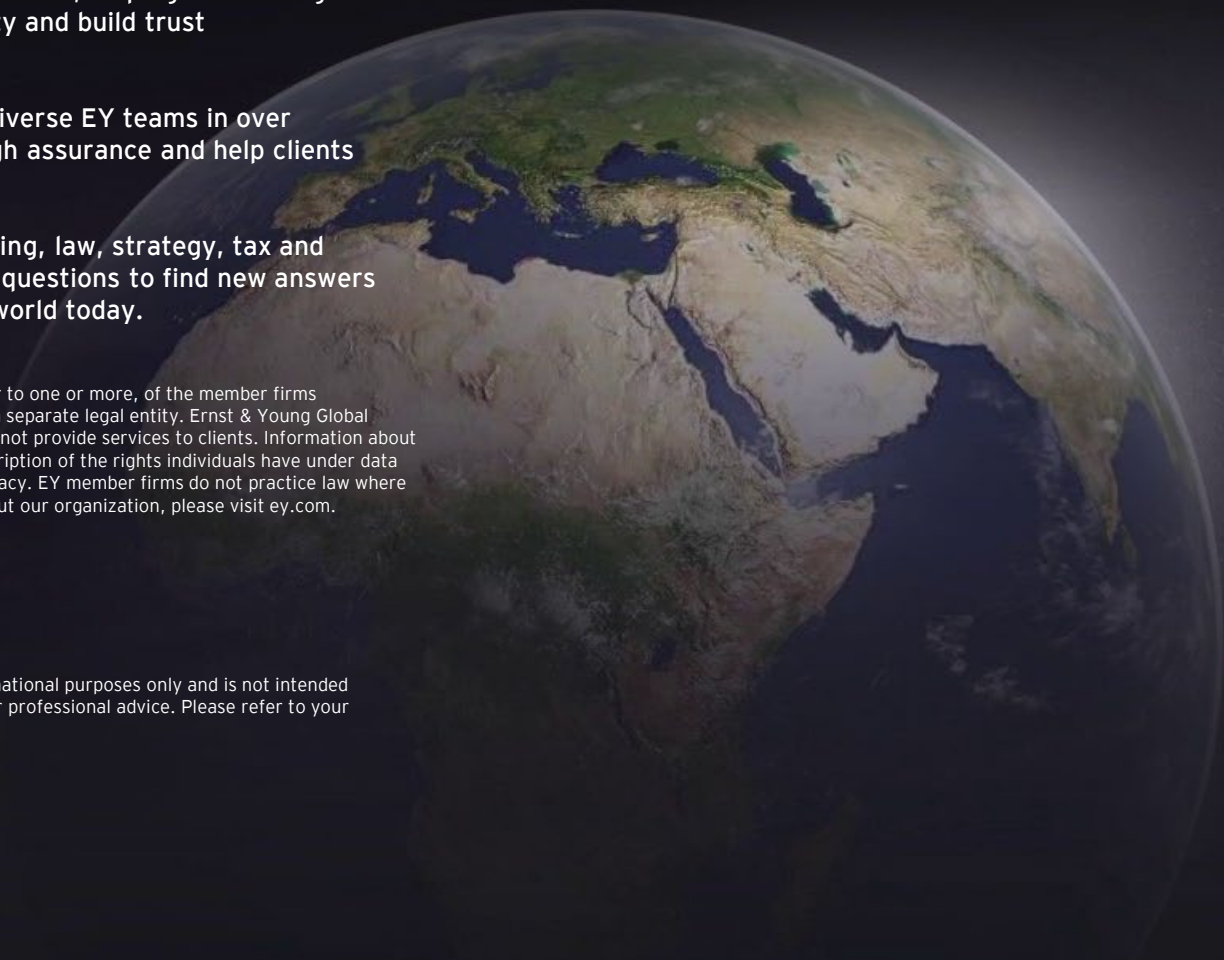 ty and build trust
iverse EY teams in over
gh assurance and help clients
ing, law, strategy, tax and
questions to find new answers
world today.
r to one or more, of the member firms
separate legal entity. Ernst & Young Global
not provide services to clients. Information about
ription of the rights individuals have under data
acy. EY member firms do not practice law where
ut our organization, please visit ey.com.
national purposes only and is not intended
r professional advice. Please refer to your